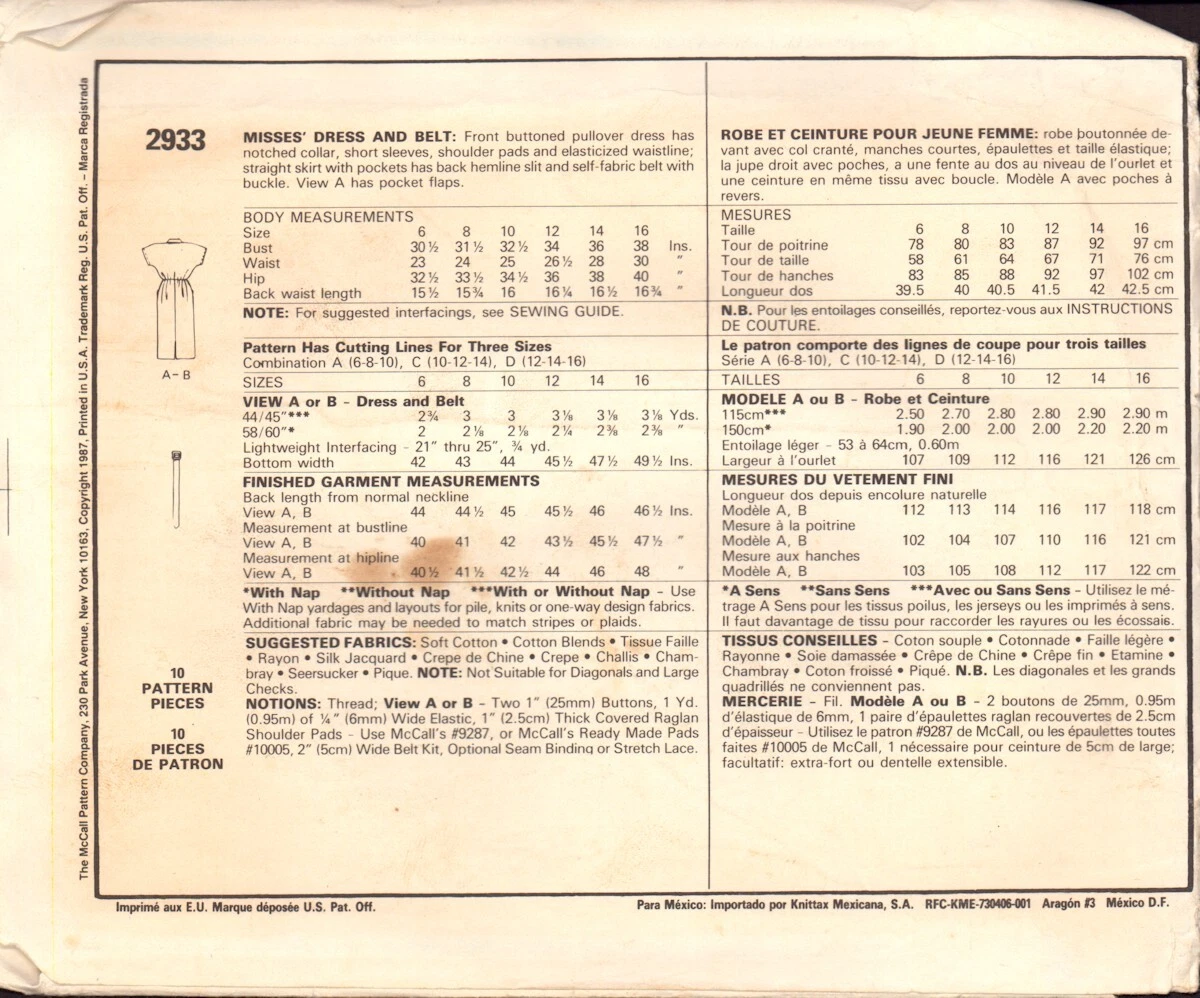 The McCall Pattern Company, 230 Park Avenue, New York 10163, Copyright 1987, Printed in U.S.A. Trademark Reg. U.S. Pat. Off. – Marca Registrada
2933
A–B
10
PATTERN
PIECES
10
PIECES
DE PATRON
MISSES' DRESS AND BELT: Front buttoned pullover dress has
notched collar, short sleeves, shoulder pads and elasticized waistline;
straight skirt with pockets has back hemline slit and self-fabric belt with
buckle. View A has pocket flaps.
BODY MEASUREMENTS
Size 6 8 10 12 14 16
Bust 30½ 31½ 32½ 34 36 38 Ins.
Waist 23 24 25 26½ 28 30 "
Hip 32½ 33½ 34½ 36 38 40 "
Back waist length 15½ 15¾ 16 16¼ 16½ 16¾ "
NOTE: For suggested interfacings, see SEWING GUIDE.
Pattern Has Cutting Lines For Three Sizes
Combination A (6-8-10), C (10-12-14), D (12-14-16)
SIZES 6 8 10 12 14 16
VIEW A or B – Dress and Belt
44/45"*** 2¾ 3 3 3⅛ 3⅛ 3⅛ Yds.
58/60"* 2 2⅛ 2⅛ 2¼ 2⅜ 2⅜ "
Lightweight Interfacing – 21" thru 25", ¾ yd.
Bottom width 42 43 44 45½ 47½ 49½ Ins.
FINISHED GARMENT MEASUREMENTS
Back length from normal neckline
View A, B 44 44½ 45 45½ 46 46½ Ins.
Measurement at bustline
View A, B 40 41 42 43½ 45½ 47½ "
Measurement at hipline
View A, B 40½ 41½ 42½ 44 46 48 "
*With Nap **Without Nap ***With or Without Nap – Use
With Nap yardages and layouts for pile, knits or one-way design fabrics.
Additional fabric may be needed to match stripes or plaids.
SUGGESTED FABRICS: Soft Cotton • Cotton Blends • Tissue Faille
• Rayon • Silk Jacquard • Crepe de Chine • Crepe • Challis • Cham-
bray • Seersucker • Pique. NOTE: Not Suitable for Diagonals and Large
Checks.
NOTIONS: Thread; View A or B – Two 1" (25mm) Buttons, 1 Yd.
(0.95m) of ¼" (6mm) Wide Elastic, 1" (2.5cm) Thick Covered Raglan
Shoulder Pads – Use McCall's #9287, or McCall's Ready Made Pads
#10005, 2" (5cm) Wide Belt Kit, Optional Seam Binding or Stretch Lace.
ROBE ET CEINTURE POUR JEUNE FEMME: robe boutonnée de-
vant avec col cranté, manches courtes, épaulettes et taille élastique;
la jupe droit avec poches, a une fente au dos au niveau de l'ourlet et
une ceinture en même tissu avec boucle. Modèle A avec poches à
revers.
MESURES
Taille 6 8 10 12 14 16
Tour de poitrine 78 80 83 87 92 97 cm
Tour de taille 58 61 64 67 71 76 cm
Tour de hanches 83 85 88 92 97 102 cm
Longueur dos 39.5 40 40.5 41.5 42 42.5 cm
N.B. Pour les entoilages conseillés, reportez-vous aux INSTRUCTIONS
DE COUTURE.
Le patron comporte des lignes de coupe pour trois tailles
Série A (6-8-10), C (10-12-14), D (12-14-16)
TAILLES 6 8 10 12 14 16
MODELE A ou B – Robe et Ceinture
115cm*** 2.50 2.70 2.80 2.80 2.90 2.90 m
150cm* 1.90 2.00 2.00 2.00 2.20 2.20 m
Entoilage léger – 53 à 64cm, 0.60m
Largeur à l'ourlet 107 109 112 116 121 126 cm
MESURES DU VETEMENT FINI
Longueur dos depuis encolure naturelle
Modèle A, B 112 113 114 116 117 118 cm
Mesure à la poitrine
Modèle A, B 102 104 107 110 116 121 cm
Mesure aux hanches
Modèle A, B 103 105 108 112 117 122 cm
*A Sens **Sans Sens ***Avec ou Sans Sens – Utilisez le mé-
trage A Sens pour les tissus poilus, les jerseys ou les imprimés à sens.
Il faut davantage de tissu pour raccorder les rayures ou les écossais.
TISSUS CONSEILLES – Coton souple • Cotonnade • Faille légère •
Rayonne • Soie damassée • Crêpe de Chine • Crêpe fin • Etamine •
Chambray • Coton froissé • Piqué. N.B. Les diagonales et les grands
quadrillés ne conviennent pas.
MERCERIE – Fil. Modèle A ou B – 2 boutons de 25mm, 0.95m
d'élastique de 6mm, 1 paire d'épaulettes raglan recouvertes de 2.5cm
d'épaisseur – Utilisez le patron #9287 de McCall, ou les épaulettes toutes
faites #10005 de McCall, 1 nécessaire pour ceinture de 5cm de large;
facultatif: extra-fort ou dentelle extensible.
Imprimé aux E.U. Marque déposée U.S. Pat. Off.
Para México: Importado por Knittax Mexicana, S.A. RFC-KME-730406-001 Aragón #3 México D.F.